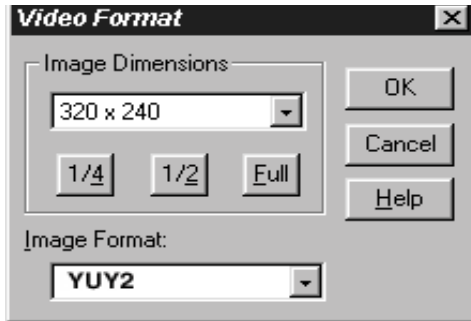 Video Format
Image Dimensions
320 x 240
1/4
1/2
Full
OK
Cancel
Help
Image Format:
YUY2